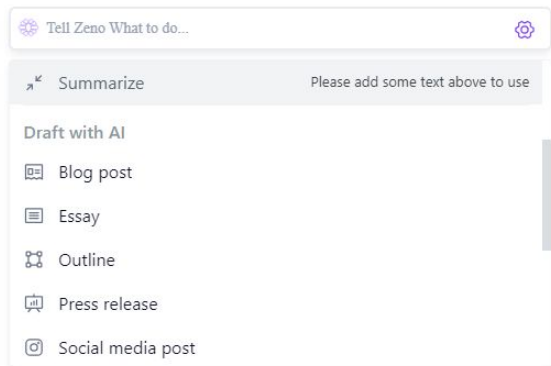 Tell Zeno What to do...
Summarize Please add some text above to use
Draft with AI
Blog post
Essay
Outline
Press release
Social media post